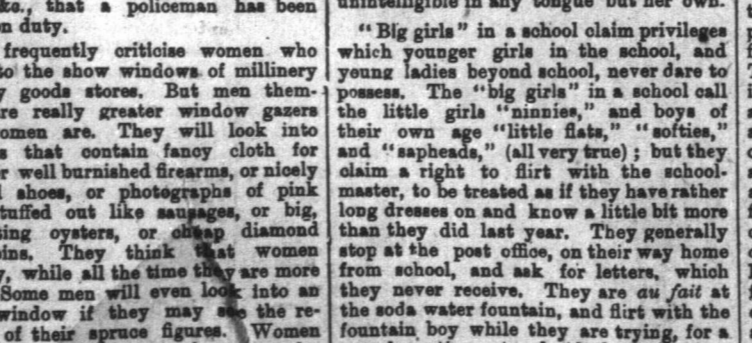 &c., that a policeman has been
n duty.
frequently criticise women who
to the show windows of millinery
y goods stores. But men them-
re really greater window gazers
omen are. They will look into
s that contain fancy cloth for
r well burnished firearms, or nicely
shoes, or photographs of pink
tuffed out like sausages, or big,
ing oysters, or cheap diamond
pins. They think that women
y, while all the time they are more
Some men will even look into an
window if they may see the re-
of their spruce figures. Women
unintelligible in any tongue but her own.
"Big girls" in a school claim privileges
which younger girls in the school, and
young ladies beyond school, never dare to
possess. The "big girls" in a school call
the little girls "ninnies," and boys of
their own age "little flats," "softies,"
and "sapheads," (all very true) ; but they
claim a right to flirt with the school-
master, to be treated as if they have rather
long dresses on and know a little bit more
than they did last year. They generally
stop at the post office, on their way home
from school, and ask for letters, which
they never receive. They are au fait at
the soda water fountain, and flirt with the
fountain boy while they are trying, for a